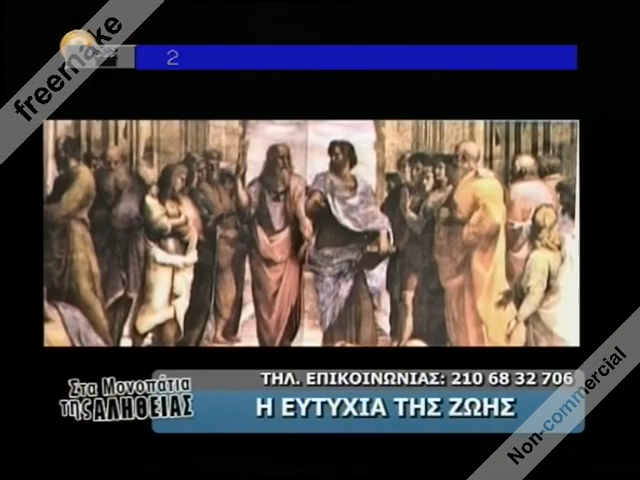 freemake
2
ΤΗΛ. ΕΠΙΚΟΙΝΩΝΙΑΣ: 210 68 32 706
Στα Μονοπάτια
της ΑΛΗΘΕΙΑΣ
Η ΕΥΤΥΧΙΑ ΤΗΣ ΖΩΗΣ
Non-commercial